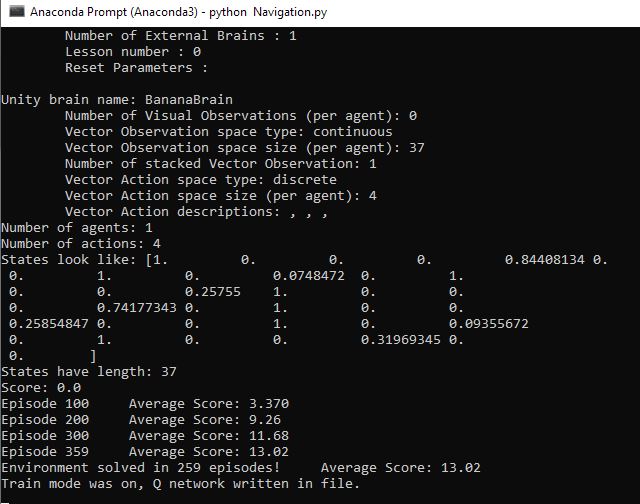 Anaconda Prompt (Anaconda3) - python  Navigation.py
Number of External Brains : 1
Lesson number : 0
Reset Parameters :
Unity brain name: BananaBrain
Number of Visual Observations (per agent): 0
Vector Observation space type: continuous
Vector Observation space size (per agent): 37
Number of stacked Vector Observation: 1
Vector Action space type: discrete
Vector Action space size (per agent): 4
Vector Action descriptions: , , ,
Number of agents: 1
Number of actions: 4
States look like: [1.         0.         0.         0.         0.84408134 0.
0.         1.         0.         0.0748472  0.         1.
0.         0.         0.25755    1.         0.         0.
0.         0.74177343 0.         1.         0.         0.
0.25854847 0.         0.         1.         0.         0.09355672
0.         1.         0.         0.         0.31969345 0.
0.        ]
States have length: 37
Score: 0.0
Episode 100     Average Score: 3.370
Episode 200     Average Score: 9.26
Episode 300     Average Score: 11.68
Episode 359     Average Score: 13.02
Environment solved in 259 episodes!     Average Score: 13.02
Train mode was on, Q network written in file.